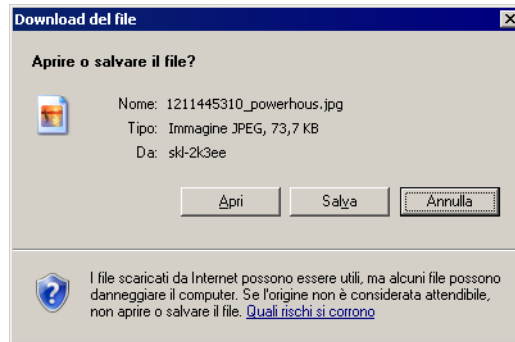 Download del file
Aprire o salvare il file?
Nome: 1211445310_powerhous.jpg
Tipo: Immagine JPEG, 73,7 KB
Da: skl-2k3ee
Apri Salva Annulla
I file scaricati da Internet possono essere utili, ma alcuni file possono
danneggiare il computer. Se l'origine non è considerata attendibile,
non aprire o salvare il file. Quali rischi si corrono